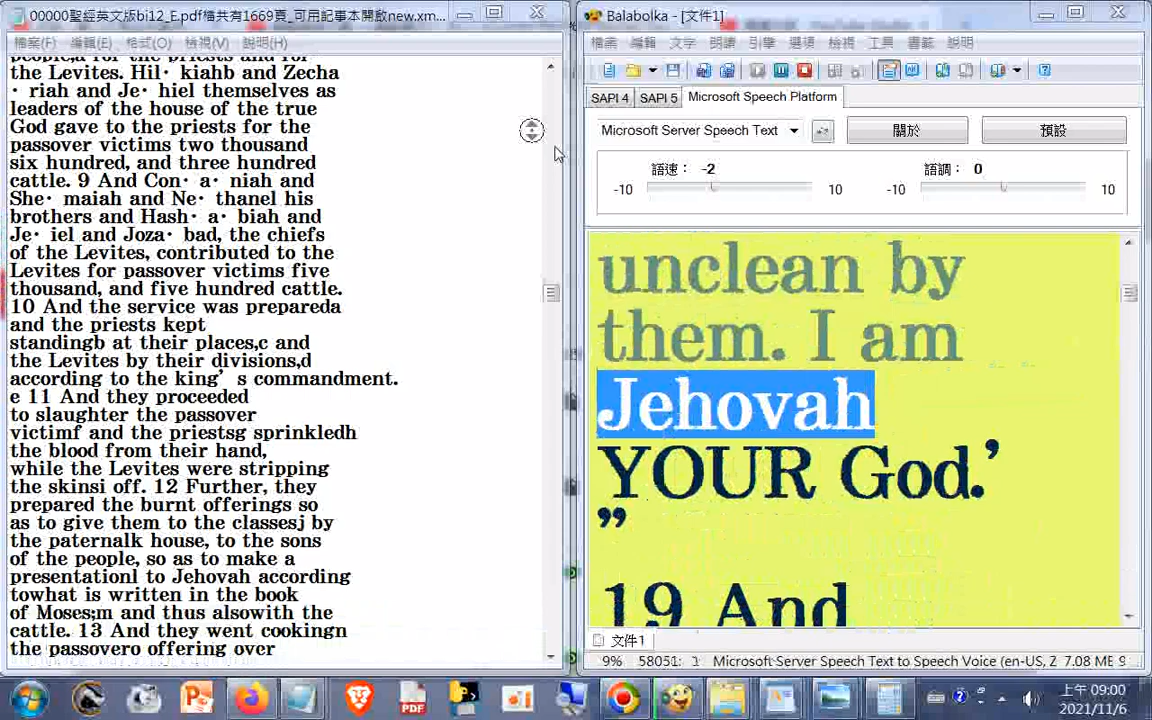 00000聖經英文版bi12_E.pdf檔共有1669頁_可用記事本開啟new.xm...
檔案(F) 編輯(E) 格式(O) 檢視(V) 說明(H)
people,a for the priests and for
the Levites. Hil· kiahb and Zecha
· riah and Je· hiel themselves as
leaders of the house of the true
God gave to the priests for the
passover victims two thousand
six hundred, and three hundred
cattle. 9 And Con· a· niah and
She· maiah and Ne· thanel his
brothers and Hash· a· biah and
Je· iel and Joza· bad, the chiefs
of the Levites, contributed to the
Levites for passover victims five
thousand, and five hundred cattle.
10 And the service was prepareda
and the priests kept
standingb at their places,c and
the Levites by their divisions,d
according to the king’s commandment.
e 11 And they proceeded
to slaughter the passover
victimf and the priestsg sprinkledh
the blood from their hand,
while the Levites were stripping
the skinsi off. 12 Further, they
prepared the burnt offerings so
as to give them to the classesj by
the paternalk house, to the sons
of the people, so as to make a
presentationl to Jehovah according
towhat is written in the book
of Moses;m and thus alsowith the
cattle. 13 And they went cookingn
the passovero offering over
Balabolka - [文件1]
檔案 編輯 文字 朗讀 引擎 選項 檢視 工具 書籤 說明
SAPI 4 SAPI 5 Microsoft Speech Platform
Microsoft Server Speech Text 關於 預設
語速： -2 語調： 0
-10 10 -10 10
unclean by
them. I am
Jehovah
YOUR God.’
”
19 And
文件1
9% 58051: 1 Microsoft Server Speech Text to Speech Voice (en-US, Z 7.08 MB 9
PDF
上午 09:00
2021/11/6